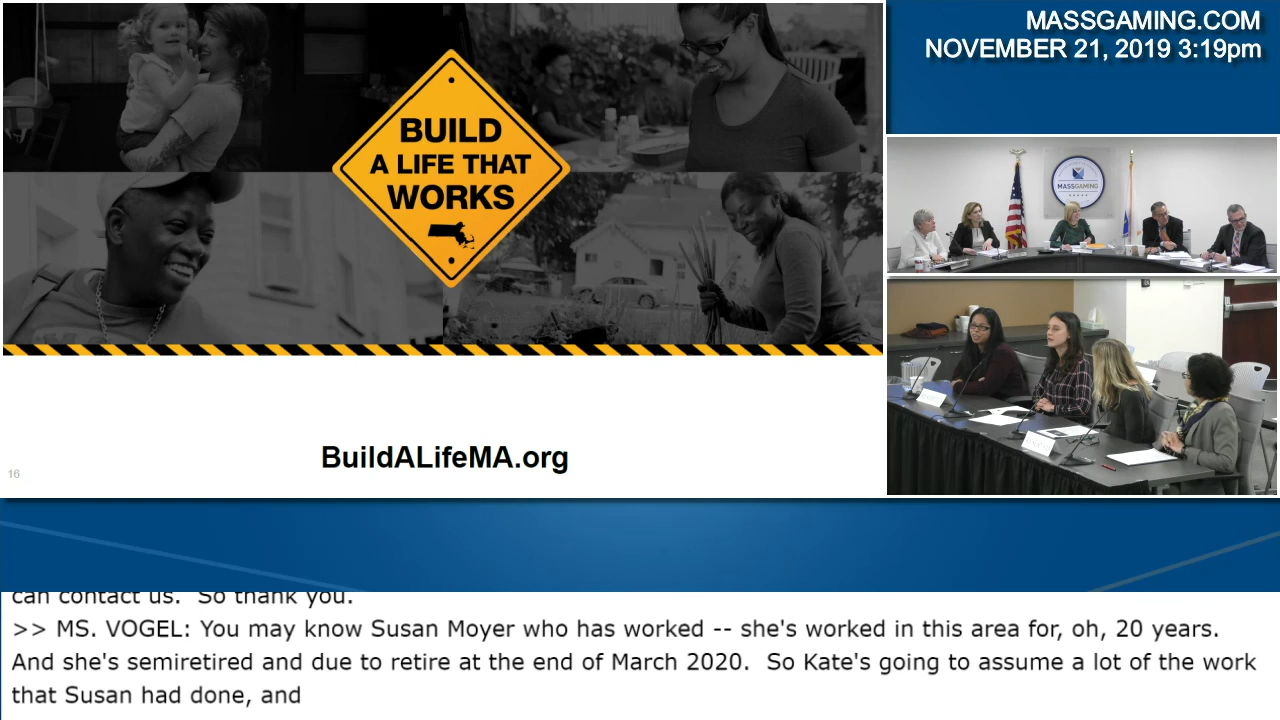 MASSGAMING.COM
NOVEMBER 21, 2019 3:19pm
BUILD
A LIFE THAT
WORKS
MASSGAMING
BuildALifeMA.org
16
can contact us.  So thank you.
>> MS. VOGEL: You may know Susan Moyer who has worked -- she's worked in this area for, oh, 20 years.
And she's semiretired and due to retire at the end of March 2020.  So Kate's going to assume a lot of the work
that Susan had done, and